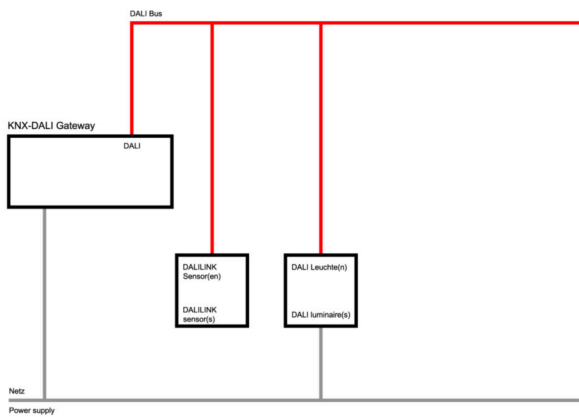 DALI Bus
KNX-DALI Gateway
DALI
DALILINK
Sensor(en)
DALILINK
sensor(s)
DALI Leuchte(n)
DALI luminaire(s)
Netz
Power supply